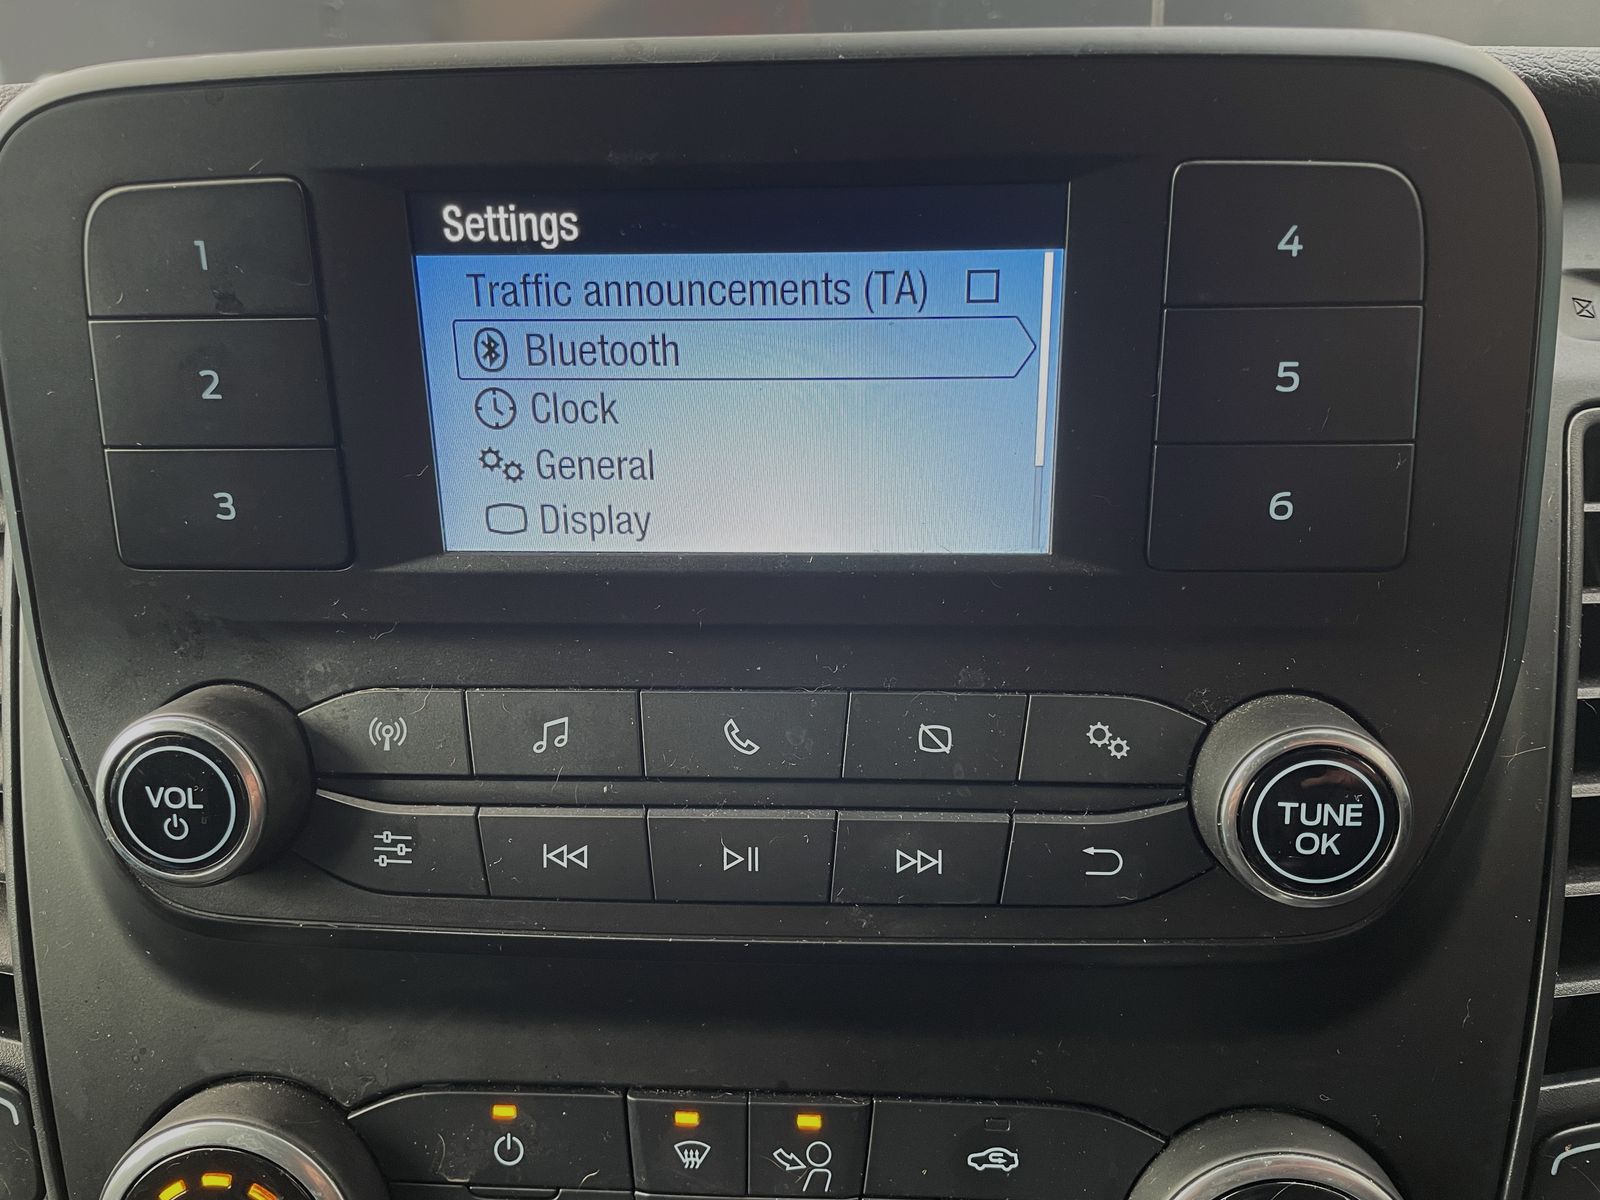 Settings
Traffic announcements (TA)
Bluetooth
Clock
General
Display
1
2
3
4
5
6
VOL
TUNE
OK